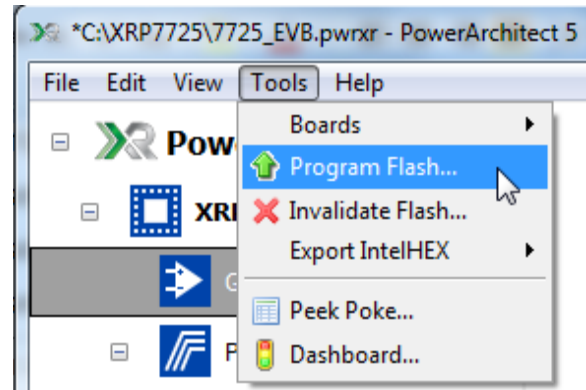 *C:\XRP7725\7725_EVB.pwrxr - PowerArchitect 5
File Edit View Tools Help
Boards
Program Flash...
Invalidate Flash...
Export IntelHEX
Peek Poke...
Dashboard...